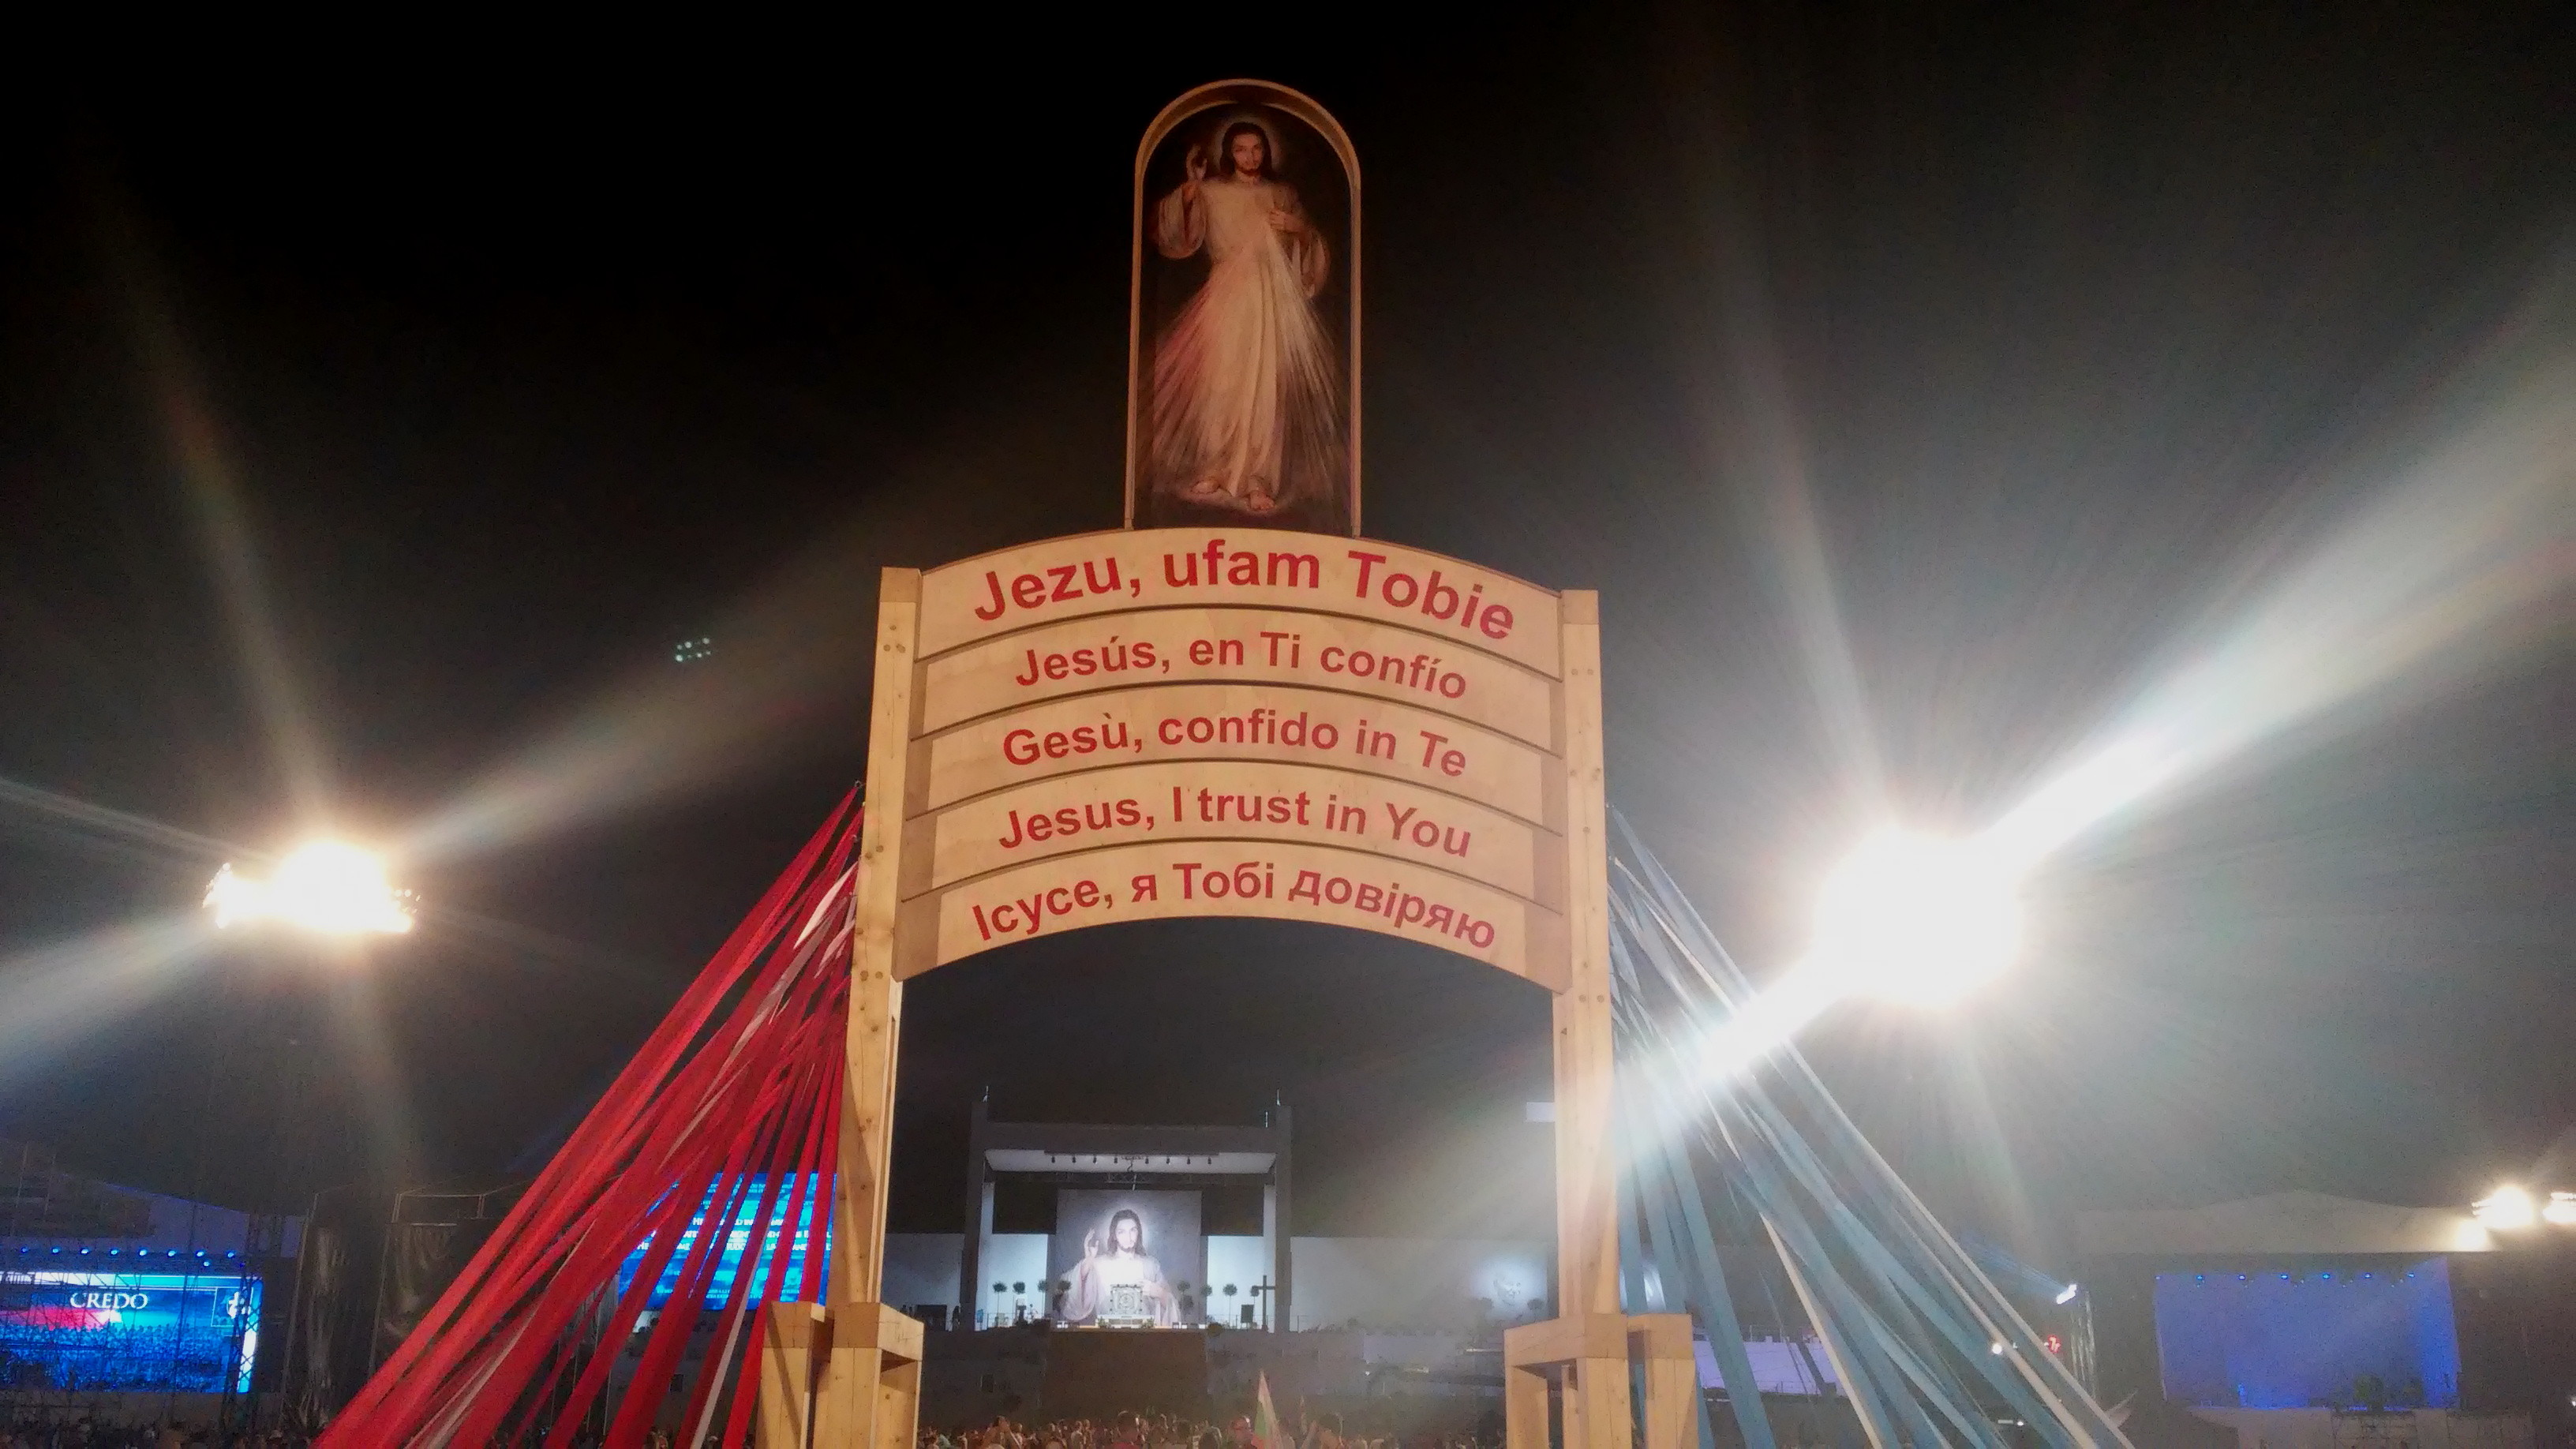 Jezu, ufam Tobie
Jesús, en Ti confío
Gesù, confido in Te
Jesus, I trust in You
Ісусе, я Тобі довіряю
CREDO